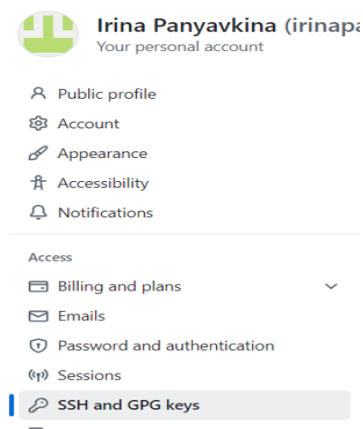 Irina Panyavkina (irinapa
Your personal account
Public profile
Account
Appearance
Accessibility
Notifications
Access
Billing and plans
Emails
Password and authentication
Sessions
SSH and GPG keys